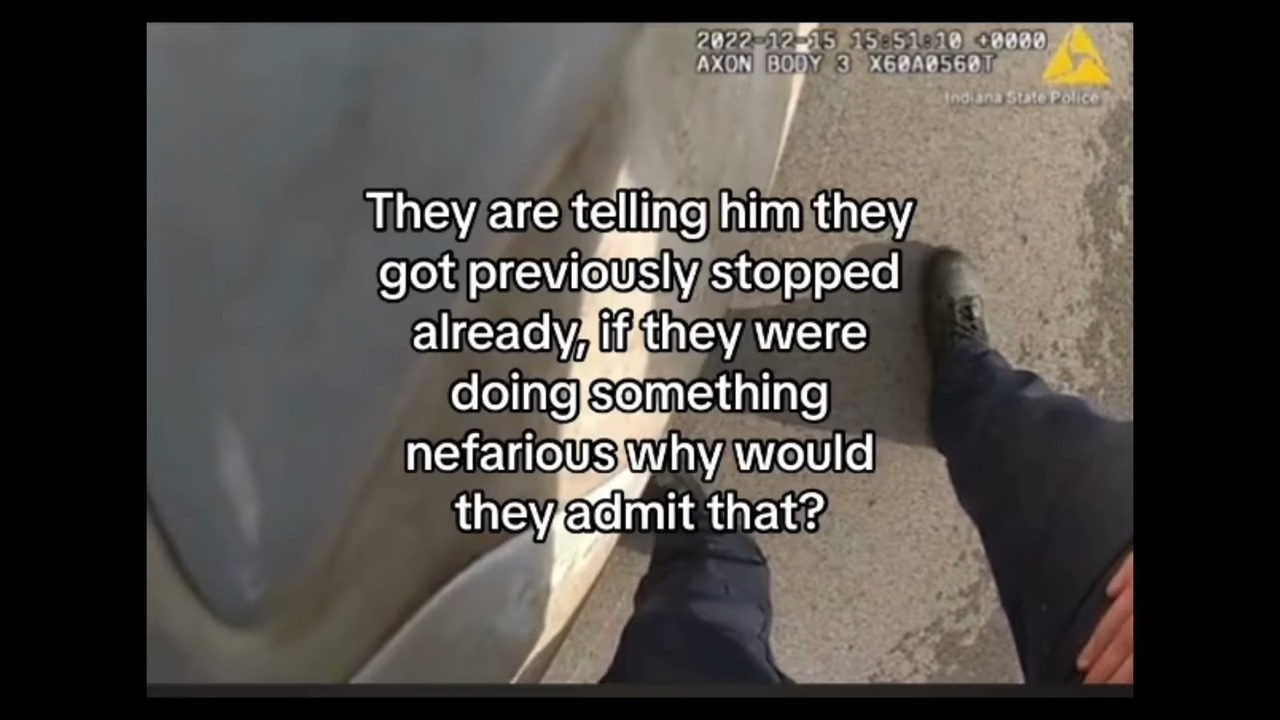 2022-12-15 15:51:10 +0000
AXON BODY 3 X60A0560T
Indiana State Police
They are telling him they
got previously stopped
already, if they were
doing something
nefarious why would
they admit that?